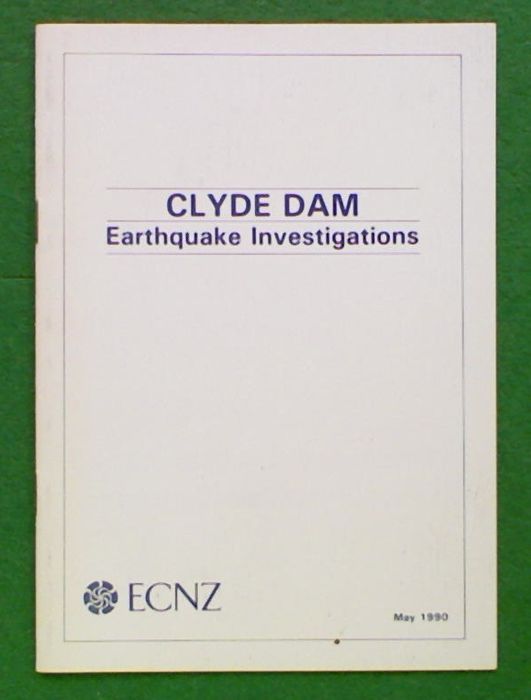 CLYDE DAM
Earthquake Investigations
ECNZ
May 1990